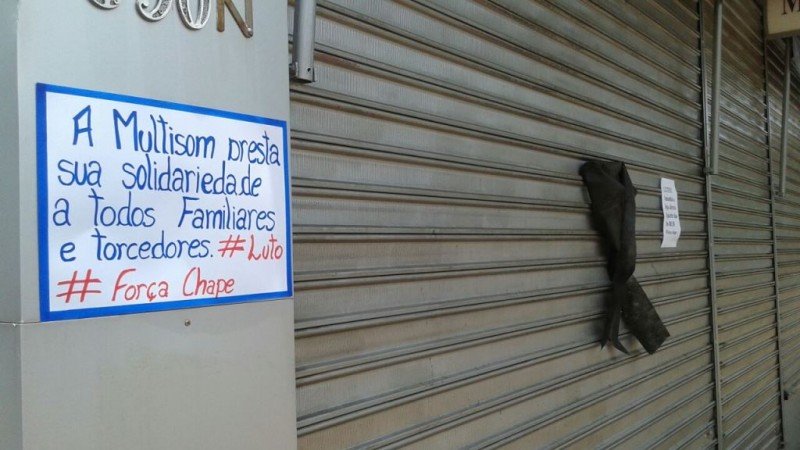 A Multisom presta
sua solidariedade
a todos Familiares
e torcedores. #Luto
# Força Chape